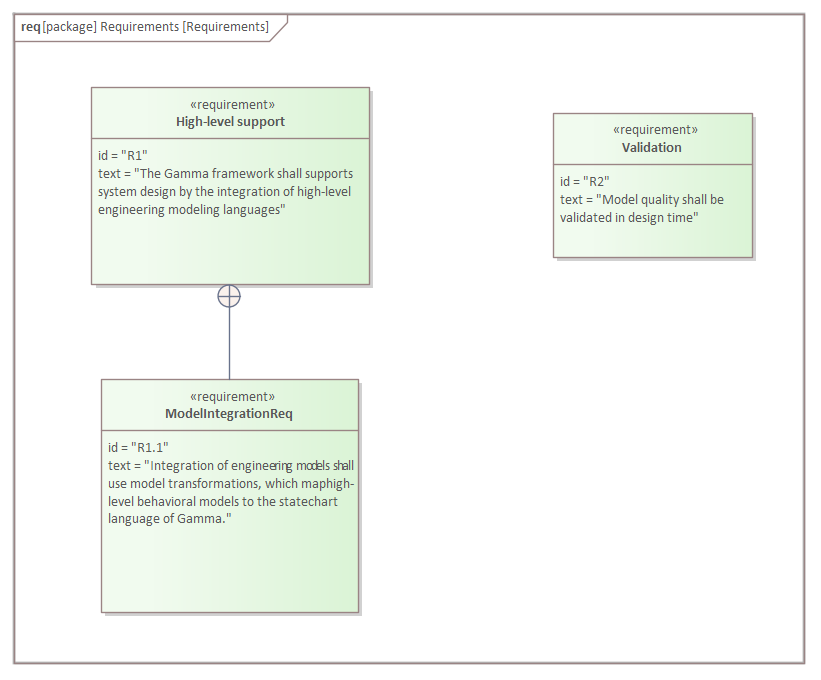 req [package] Requirements [Requirements]
«requirement»
High-level support
id = "R1"
text = "The Gamma framework shall supports
system design by the integration of high-level
engineering modeling languages"
«requirement»
Validation
id = "R2"
text = "Model quality shall be
validated in design time"
«requirement»
ModelIntegrationReq
id = "R1.1"
text = "Integration of engineering models shall
use model transformations, which maphigh-
level behavioral models to the statechart
language of Gamma."